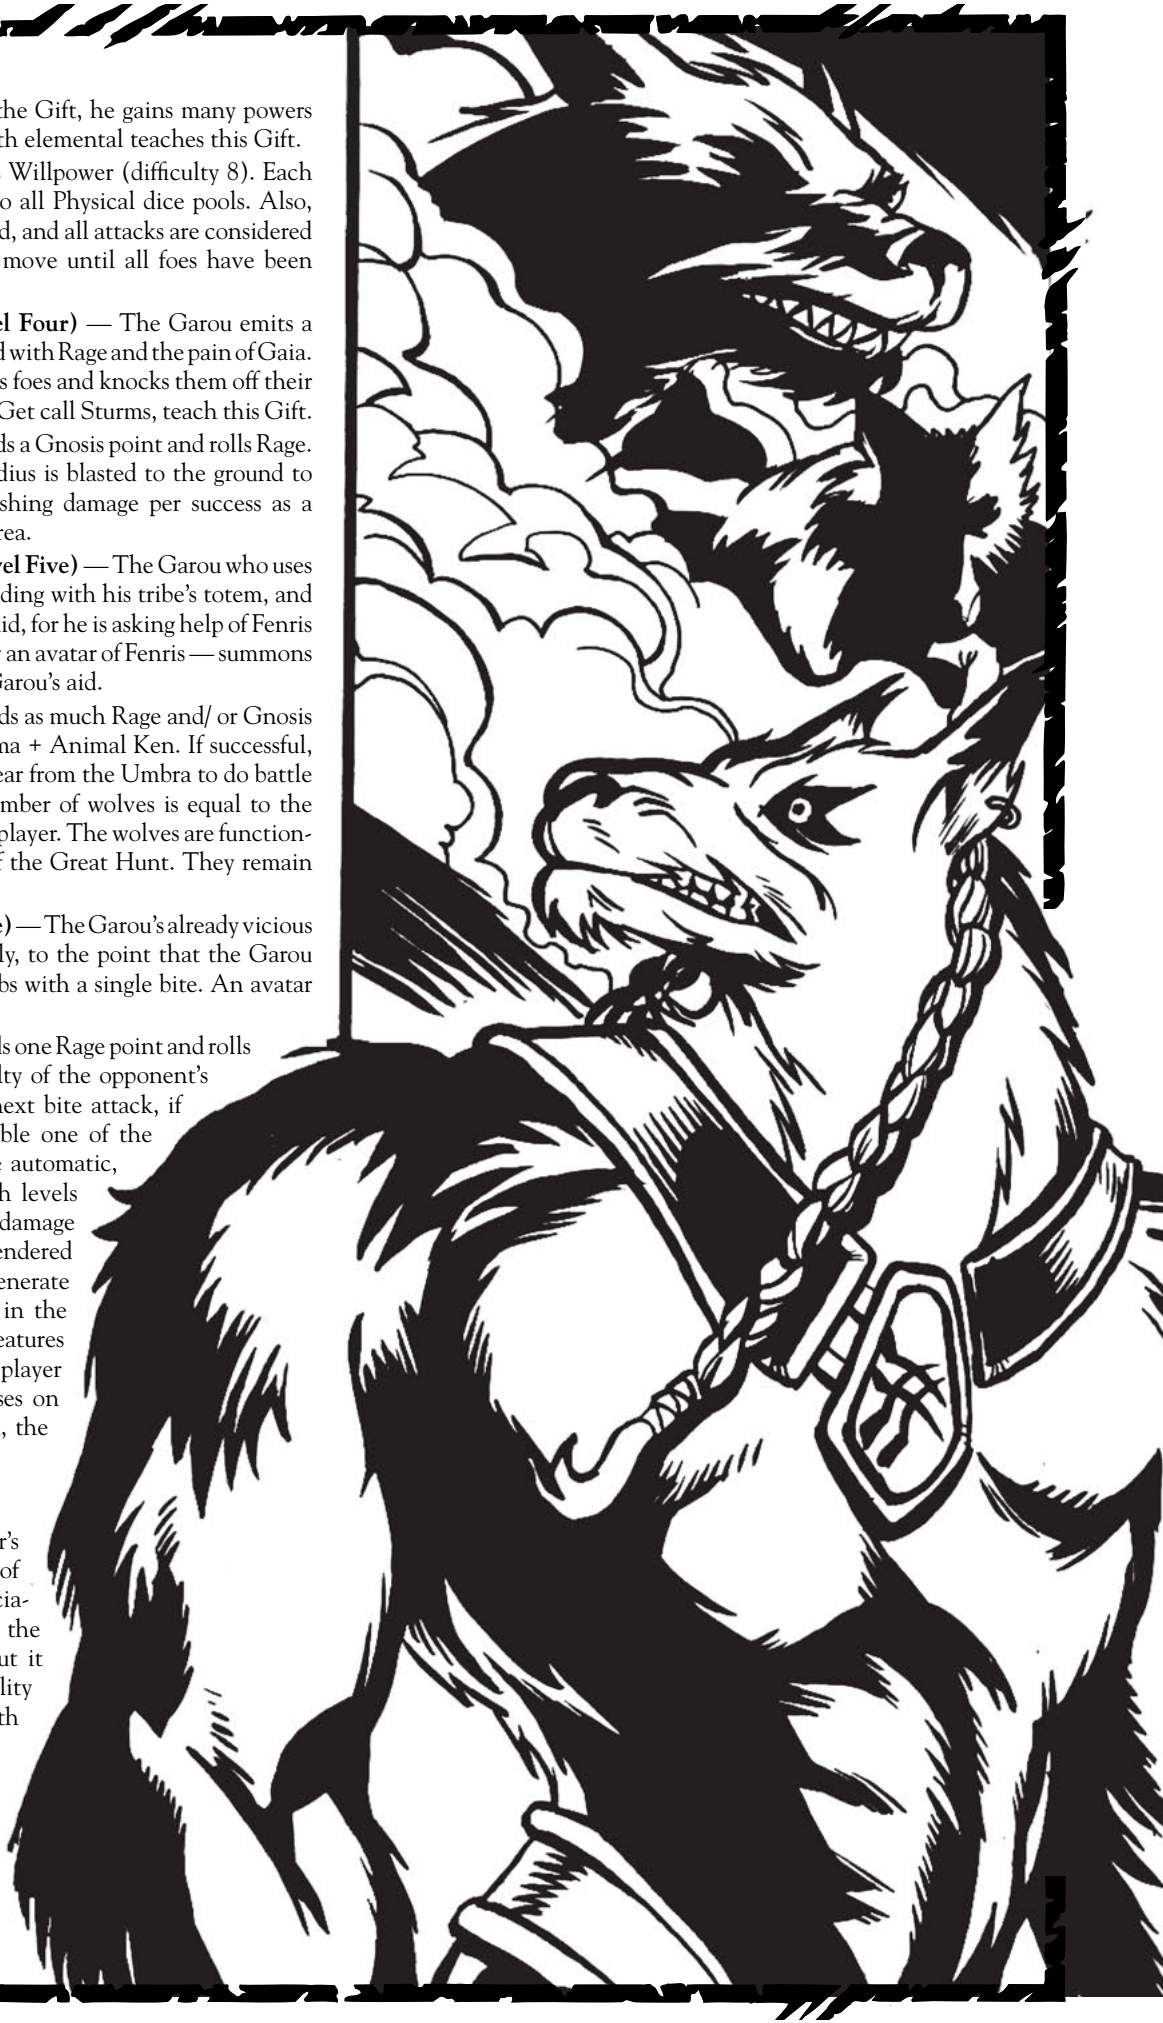 the Gift, he gains many powers
th elemental teaches this Gift.
Willpower (difficulty 8). Each
o all Physical dice pools. Also,
d, and all attacks are considered
move until all foes have been
el Four) — The Garou emits a
d with Rage and the pain of Gaia.
s foes and knocks them off their
Get call Sturms, teach this Gift.
ds a Gnosis point and rolls Rage.
dius is blasted to the ground to
shing damage per success as a
rea.
vel Five) — The Garou who uses
ding with his tribe's totem, and
id, for he is asking help of Fenris
r an avatar of Fenris — summons
Garou's aid.
ds as much Rage and/ or Gnosis
ma + Animal Ken. If successful,
ear from the Umbra to do battle
mber of wolves is equal to the
player. The wolves are function-
f the Great Hunt. They remain
e) — The Garou's already vicious
ly, to the point that the Garou
bs with a single bite. An avatar
ds one Rage point and rolls
lty of the opponent's
next bite attack, if
ble one of the
e automatic,
h levels
damage
endered
enerate
in the
eatures
player
ses on
, the
r's
of
cia-
the
ut it
lity
th